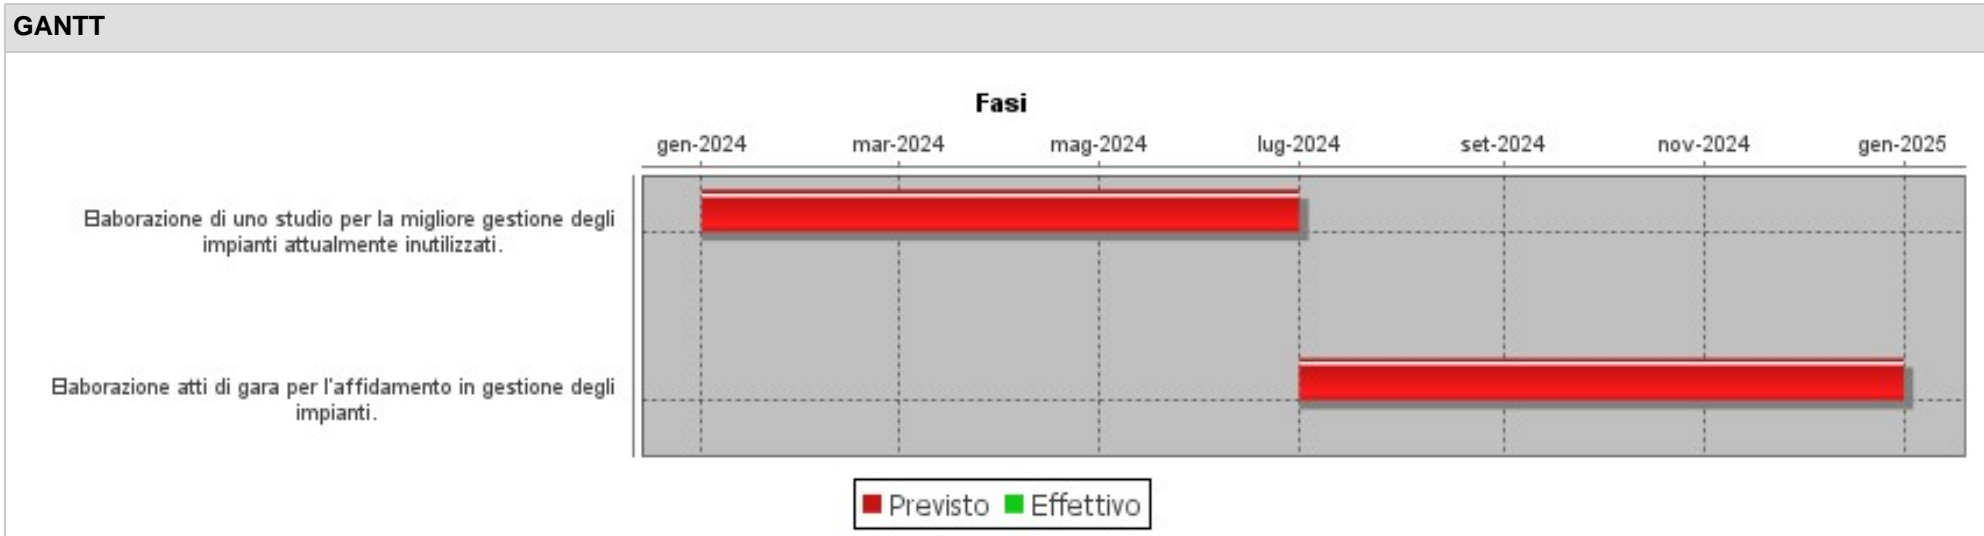 GANTT
Fasi
gen-2024 mar-2024 mag-2024 lug-2024 set-2024 nov-2024 gen-2025
Elaborazione di uno studio per la migliore gestione degli
impianti attualmente inutilizzati.
Elaborazione atti di gara per l'affidamento in gestione degli
impianti.
Previsto Effettivo